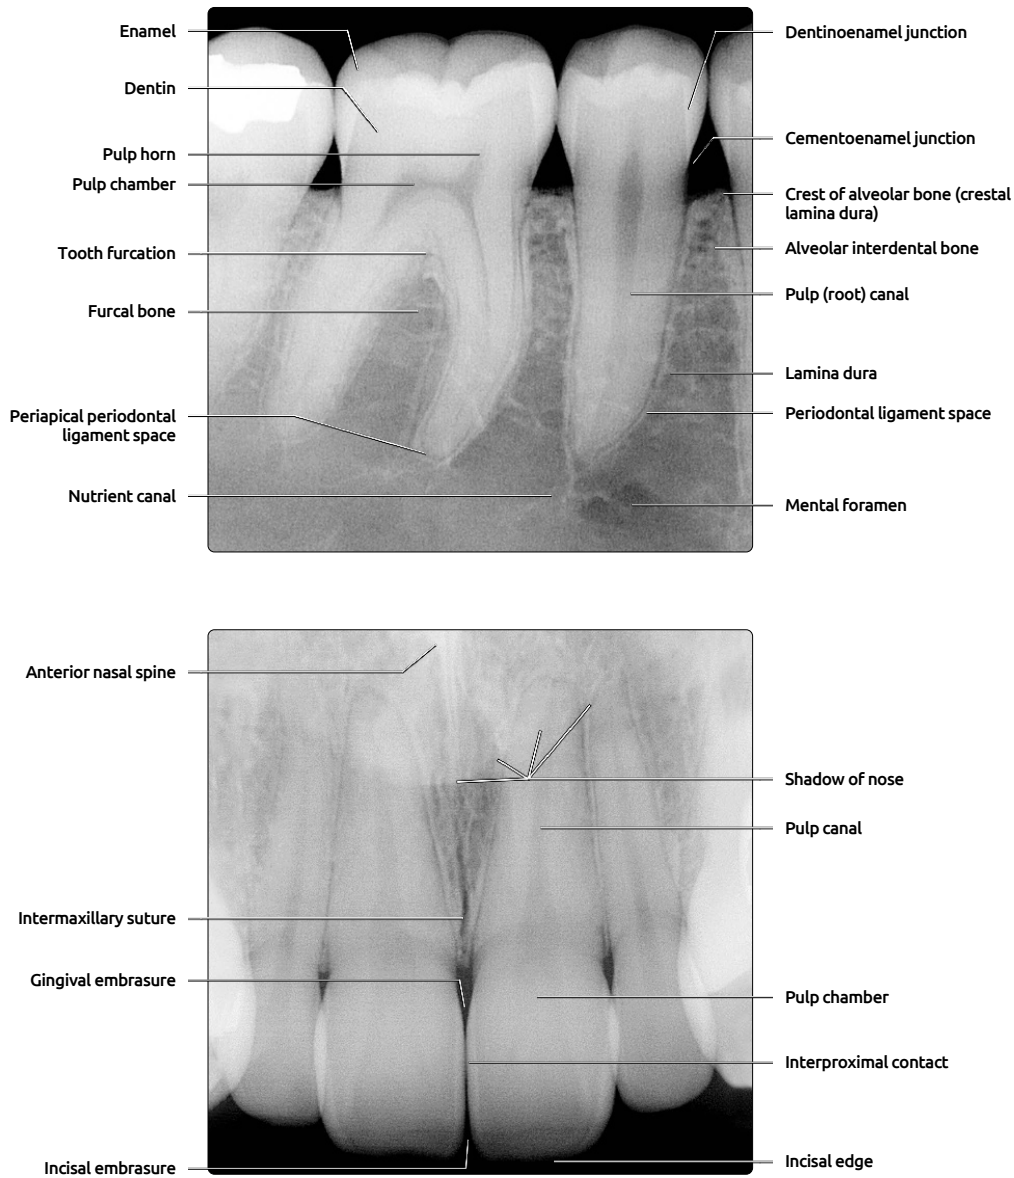 Enamel
Dentin
Pulp horn
Pulp chamber
Tooth furcation
Furcal bone
Periapical periodontal
ligament space
Nutrient canal
Dentinoenamel junction
Cementoenamel junction
Crest of alveolar bone (crestal
lamina dura)
Alveolar interdental bone
Pulp (root) canal
Lamina dura
Periodontal ligament space
Mental foramen
Anterior nasal spine
Intermaxillary suture
Gingival embrasure
Incisal embrasure
Shadow of nose
Pulp canal
Pulp chamber
Interproximal contact
Incisal edge